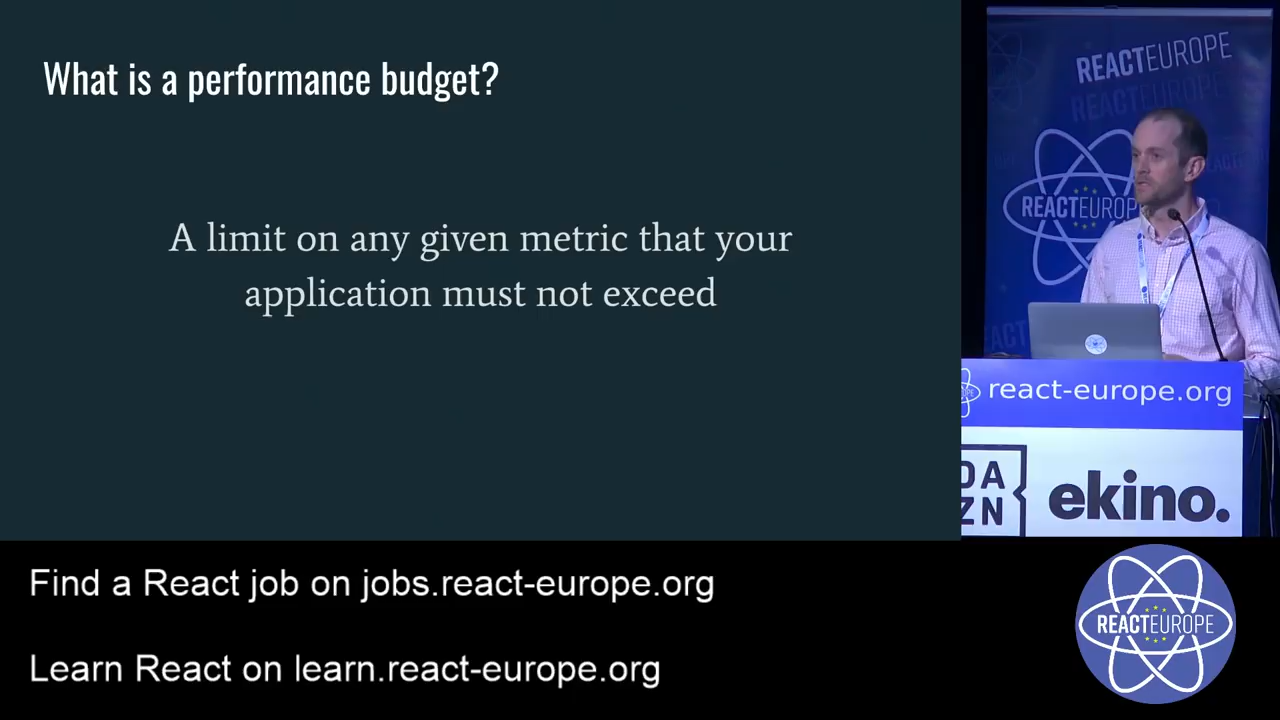 What is a performance budget?
A limit on any given metric that your
application must not exceed
REACTEUROPE
REACTEUROPE
REACTEUROPE
react-europe.org
DA
ZN
ekino.
Find a React job on jobs.react-europe.org
Learn React on learn.react-europe.org
REACTEUROPE